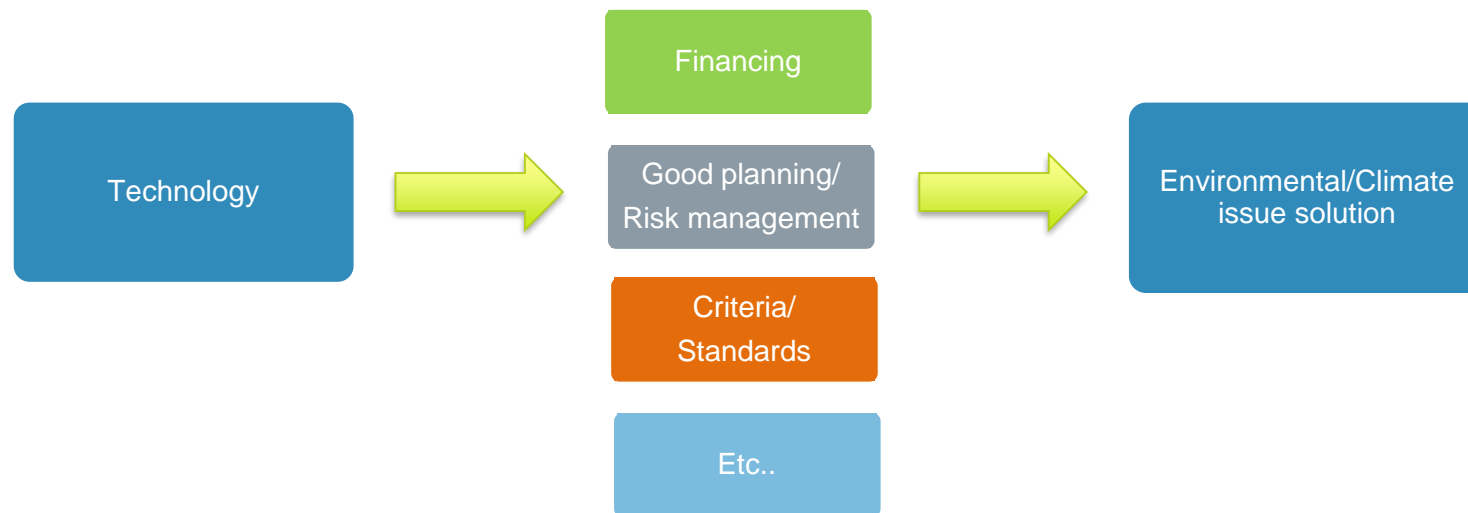 Financing
Technology
Good planning/
Risk management
Environmental/Climate
issue solution
Criteria/
Standards
Etc..